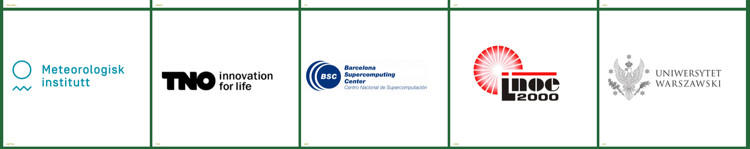 Meteorologisk
institutt
TNO innovation
for life
BSC
Barcelona
Supercomputing
Center
Centro Nacional de Supercomputación
inoe
2000
UNIWERSYTET
WARSZAWSKI